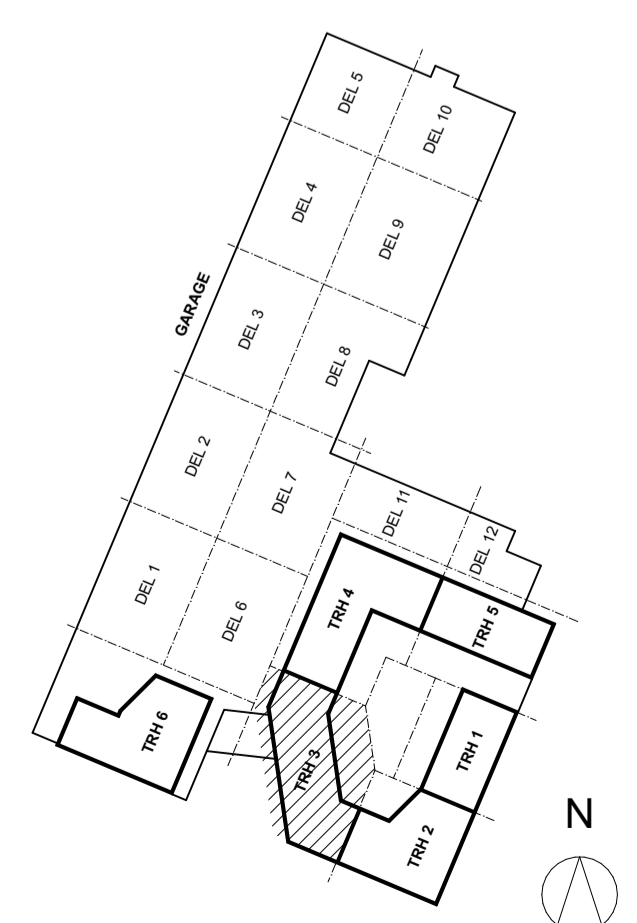 DEL 5
DEL 10
DEL 4
DEL 9
GARAGE
DEL 3
DEL 8
DEL 2
DEL 7
DEL 11
DEL 12
DEL 1
DEL 6
TRH 4
TRH 5
TRH 6
TRH 3
TRH 1
TRH 2
N